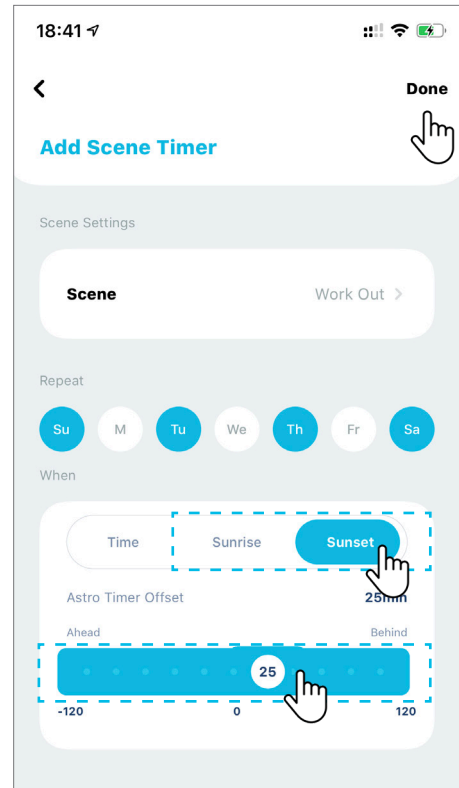 18:41
Done
Add Scene Timer
Scene Settings
Scene Work Out >
Repeat
Su M Tu We Th Fr Sa
When
Time Sunrise Sunset
Astro Timer Offset 25min
Ahead Behind
25
-120 0 120